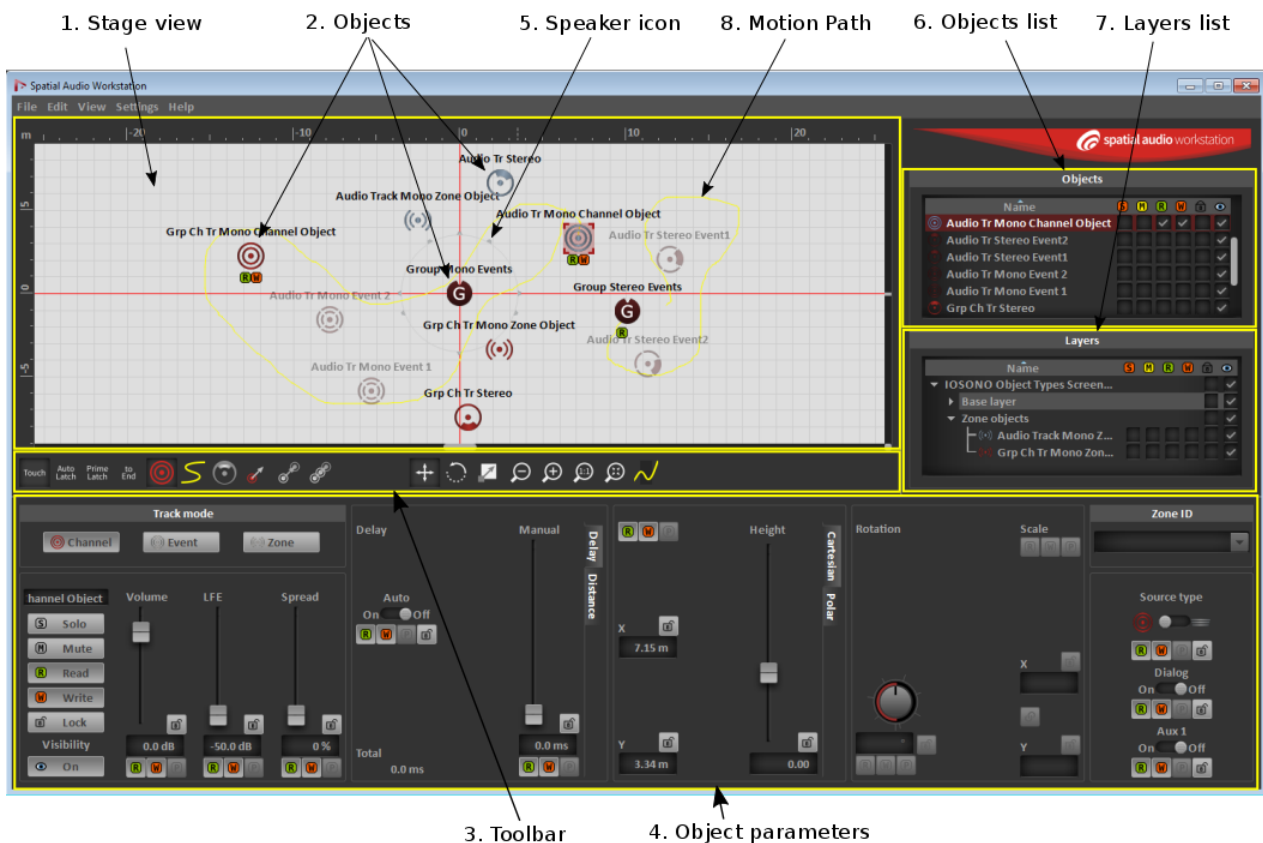 1. Stage view
2. Objects
5. Speaker icon
8. Motion Path
6. Objects list
7. Layers list
Spatial Audio Workstation
File Edit View Settings Help
m -20 -10 0 10 20
spatial audio workstation
Objects
Name S M R W
Audio Tr Mono Channel Object
Audio Tr Stereo Event2
Audio Tr Stereo Event1
Audio Tr Mono Event 2
Audio Tr Mono Event 1
Grp Ch Tr Stereo
5
0
-5
Audio Tr Stereo
Audio Track Mono Zone Object
Audio Tr Mono Channel Object
Grp Ch Tr Mono Channel Object
Audio Tr Stereo Event1
R W
R W
Group Mono Events
G
Audio Tr Mono Event 2
Group Stereo Events
G
R
Grp Ch Tr Mono Zone Object
Audio Tr Stereo Event2
Audio Tr Mono Event 1
Grp Ch Tr Stereo
Layers
Name S M R W
IOSONO Object Types Screen...
Base layer
Zone objects
Audio Track Mono Z...
Grp Ch Tr Mono Zon...
Touch
Auto Latch
Prime Latch
to End
1:1
Track mode
Channel Event Zone
hannel Object
S Solo
M Mute
R Read
W Write
Lock
Visibility
On
Volume
0.0 dB
R W P
LFE
-50.0 dB
R W P
Spread
0 %
R W P
Delay
Auto
On Off
R W P
Total
0.0 ms
Manual
0.0 ms
R W P
Delay
Distance
R W P
X
7.15 m
Y
3.34 m
Height
0.00
Cartesian
Polar
Rotation
°
R W P
Scale
R W P
X
Y
Zone ID
Source type
R W P
Dialog
On Off
R W P
Aux 1
On Off
R W P
3. Toolbar
4. Object parameters